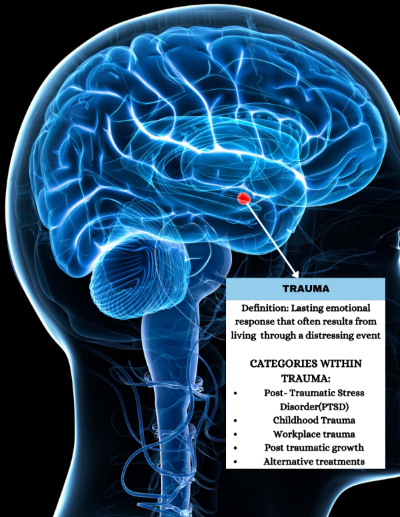 TRAUMA
Definition: Lasting emotional
response that often results from
living through a distressing event
CATEGORIES WITHIN
TRAUMA:
• Post- Traumatic Stress
Disorder(PTSD)
• Childhood Trauma
• Workplace trauma
• Post traumatic growth
• Alternative treatments